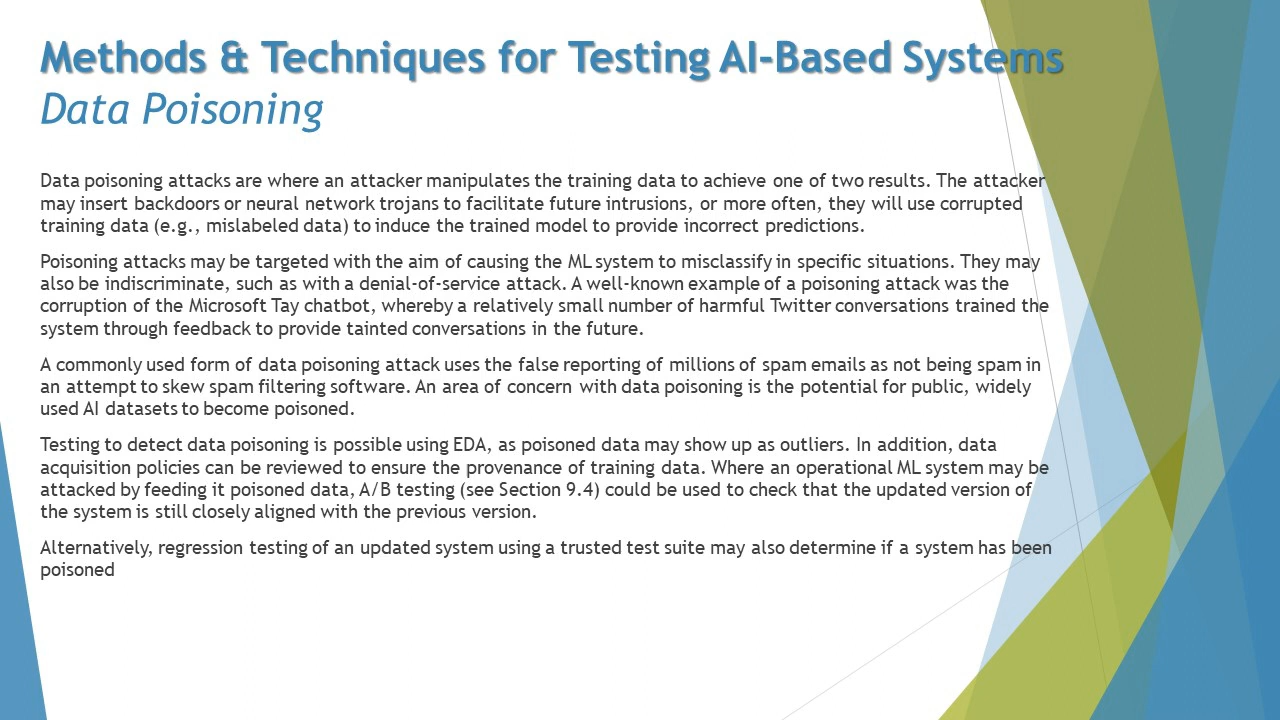 Methods & Techniques for Testing AI-Based Systems
Data Poisoning
Data poisoning attacks are where an attacker manipulates the training data to achieve one of two results. The attacker
may insert backdoors or neural network trojans to facilitate future intrusions, or more often, they will use corrupted
training data (e.g., mislabeled data) to induce the trained model to provide incorrect predictions.
Poisoning attacks may be targeted with the aim of causing the ML system to misclassify in specific situations. They may
also be indiscriminate, such as with a denial-of-service attack. A well-known example of a poisoning attack was the
corruption of the Microsoft Tay chatbot, whereby a relatively small number of harmful Twitter conversations trained the
system through feedback to provide tainted conversations in the future.
A commonly used form of data poisoning attack uses the false reporting of millions of spam emails as not being spam in
an attempt to skew spam filtering software. An area of concern with data poisoning is the potential for public, widely
used AI datasets to become poisoned.
Testing to detect data poisoning is possible using EDA, as poisoned data may show up as outliers. In addition, data
acquisition policies can be reviewed to ensure the provenance of training data. Where an operational ML system may be
attacked by feeding it poisoned data, A/B testing (see Section 9.4) could be used to check that the updated version of
the system is still closely aligned with the previous version.
Alternatively, regression testing of an updated system using a trusted test suite may also determine if a system has been
poisoned